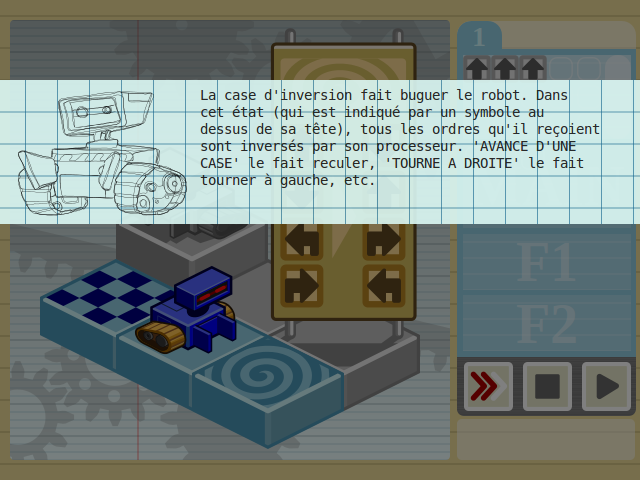 1
La case d'inversion fait buguer le robot. Dans
cet état (qui est indiqué par un symbole au
dessus de sa tête), tous les ordres qu'il reçoient
sont inversés par son processeur. 'AVANCE D'UNE
CASE' le fait reculer, 'TOURNE A DROITE' le fait
tourner à gauche, etc.
F1
F2